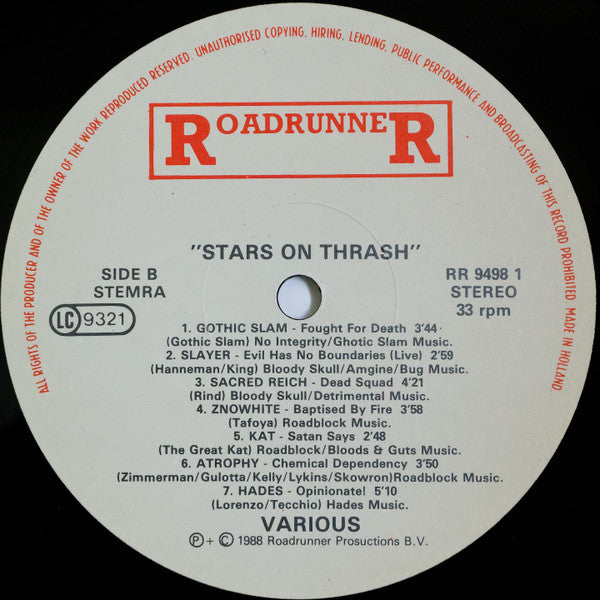 ALL RIGHTS OF THE PRODUCER AND OF THE OWNER OF THE WORK REPRODUCED RESERVED. UNAUTHORISED COPYING, HIRING, LENDING, PUBLIC PERFORMANCE AND BROADCASTING OF THIS RECORD PROHIBITED. MADE IN HOLLAND.
ROADRUNNER
"STARS ON THRASH"
SIDE B
STEMRA
LC 9321
RR 9498 1
STEREO
33 rpm
1. GOTHIC SLAM - Fought For Death 3'44
(Gothic Slam) No Integrity/Ghotic Slam Music.
2. SLAYER - Evil Has No Boundaries (Live) 2'59
(Hanneman/King) Bloody Skull/Amgine/Bug Music.
3. SACRED REICH - Dead Squad 4'21
(Rind) Bloody Skull/Detrimental Music.
4. ZNOWHITE - Baptised By Fire 3'58
(Tafoya) Roadblock Music.
5. KAT - Satan Says 2'48
(The Great Kat) Roadblock/Bloods & Guts Music.
6. ATROPHY - Chemical Dependency 3'50
(Zimmerman/Gulotta/Kelly/Lykins/Skowron)Roadblock Music.
7. HADES - Opinionate! 5'10
(Lorenzo/Tecchio) Hades Music.
VARIOUS
℗ + © 1988 Roadrunner Prosuctions B.V.